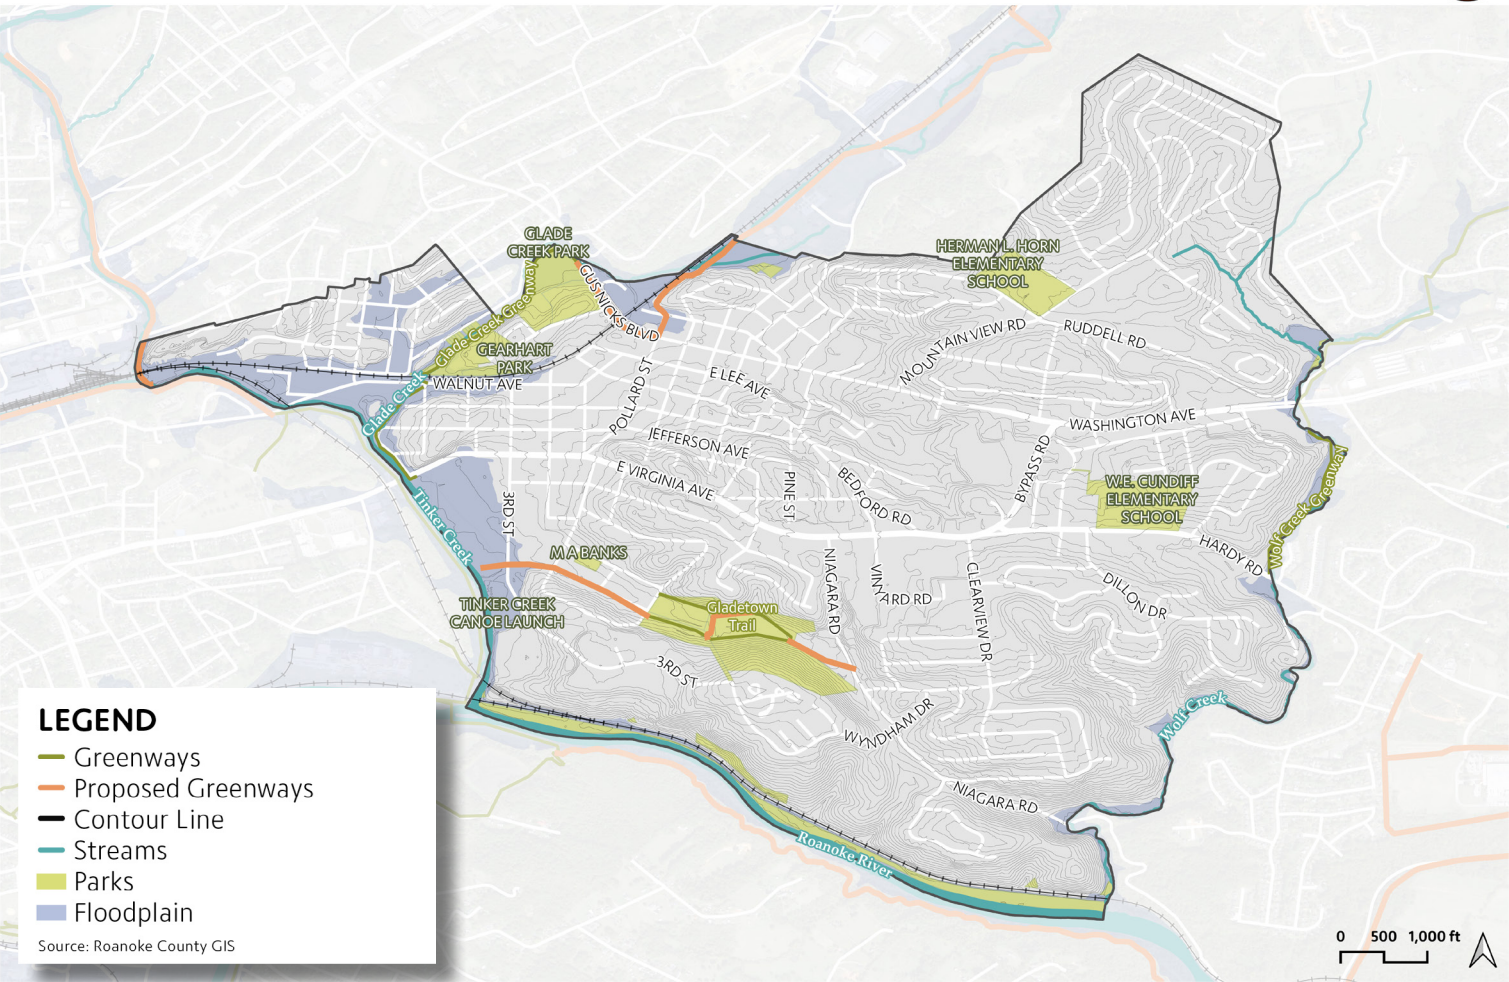 GLADE
CREEK PARK
Glade Creek Greenway
GUS NICKS BLVD
GEARHART
PARK
WALNUT AVE
Glade Creek
POLLARD ST
E LEE AVE
HERMAN L. HORN
ELEMENTARY
SCHOOL
MOUNTAIN VIEW RD
RUDDELL RD
WASHINGTON AVE
JEFFERSON AVE
E VIRGINIA AVE
PINE ST
BEDFORD RD
BYPASS RD
W.E. CUNDIFF
ELEMENTARY
SCHOOL
Wolf Creek Greenway
HARDY RD
Tinker Creek
3RD ST
M A BANKS
TINKER CREEK
CANOE LAUNCH
Gladetown
Trail
NIAGARA RD
VINYARD RD
CLEARVIEW DR
DILLON DR
3RD ST
WYNDHAM DR
Wolf Creek
NIAGARA RD
Roanoke River
LEGEND
Greenways
Proposed Greenways
Contour Line
Streams
Parks
Floodplain
Source: Roanoke County GIS
0 500 1,000 ft